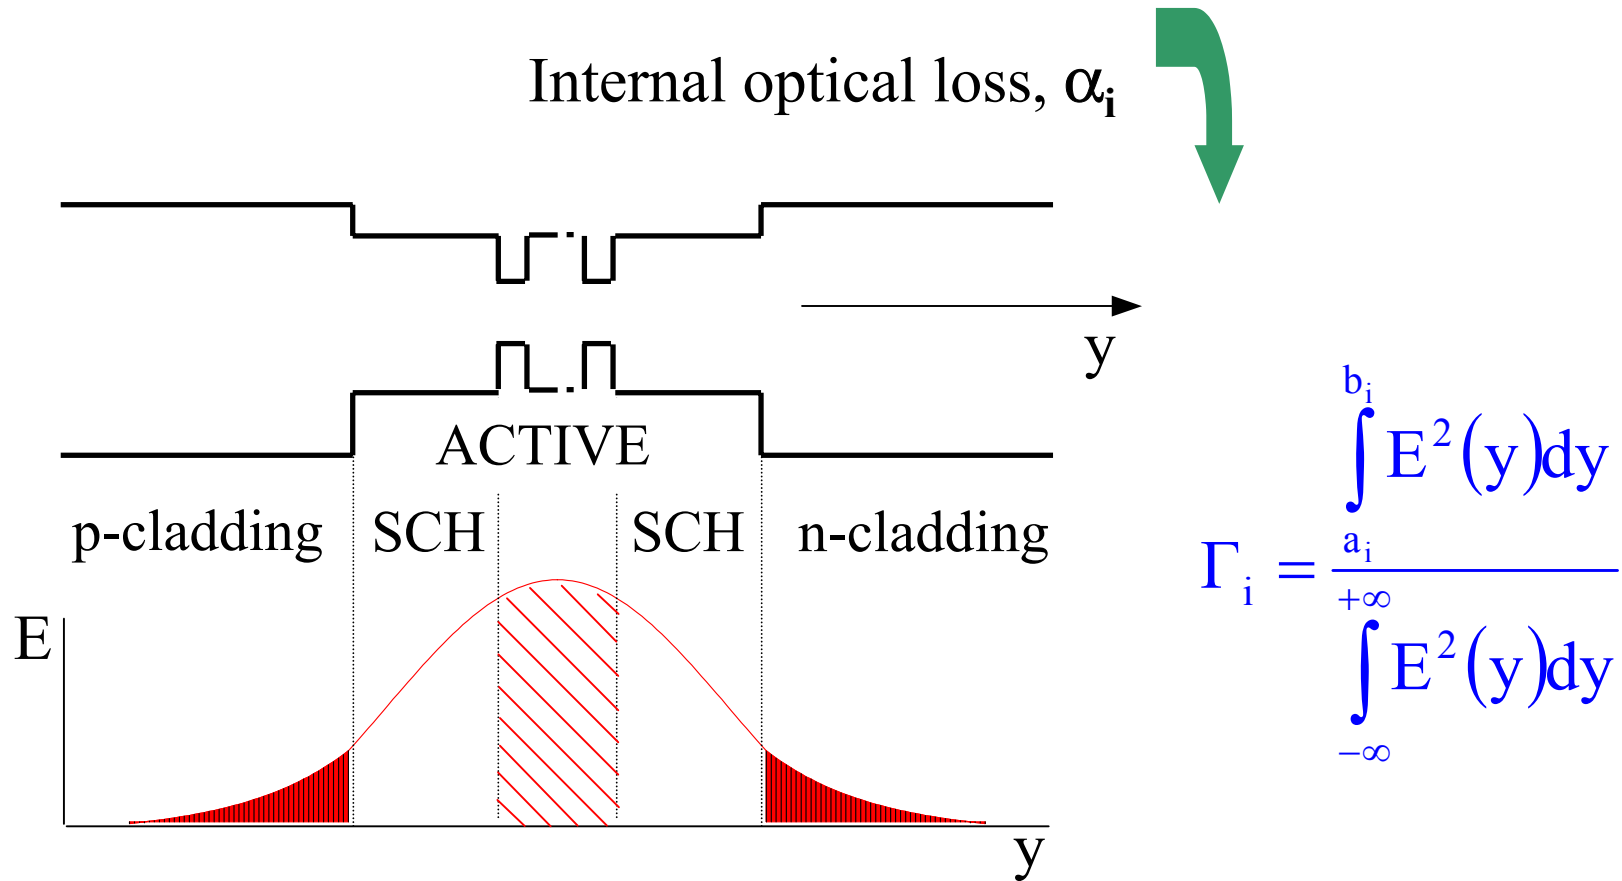 Internal optical loss, αi
y
ACTIVE
p-cladding SCH SCH n-cladding
E
y
Γi = ∫ai^bi E²(y)dy / ∫−∞^+∞ E²(y)dy